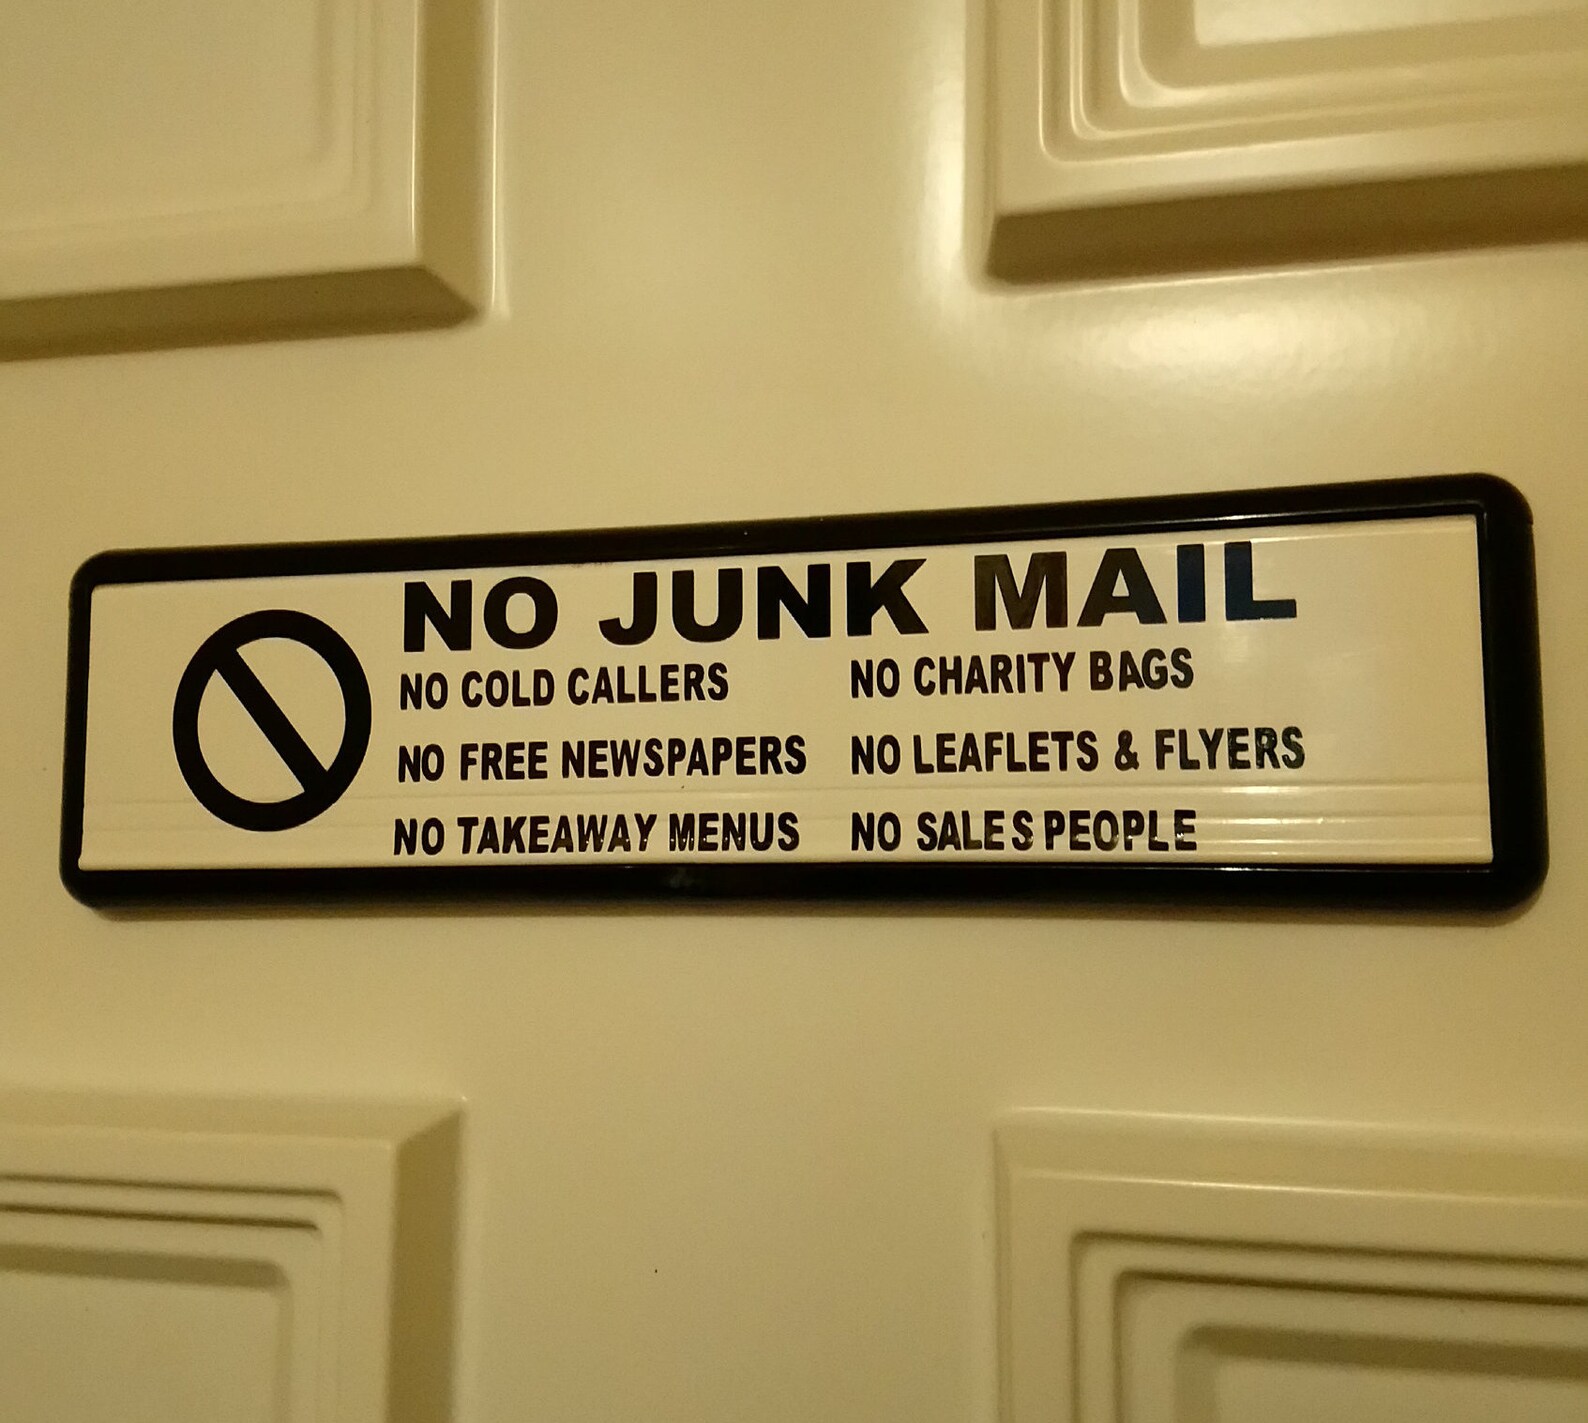 NO JUNK MAIL
NO COLD CALLERS
NO CHARITY BAGS
NO FREE NEWSPAPERS
NO LEAFLETS & FLYERS
NO TAKEAWAY MENUS
NO SALES PEOPLE